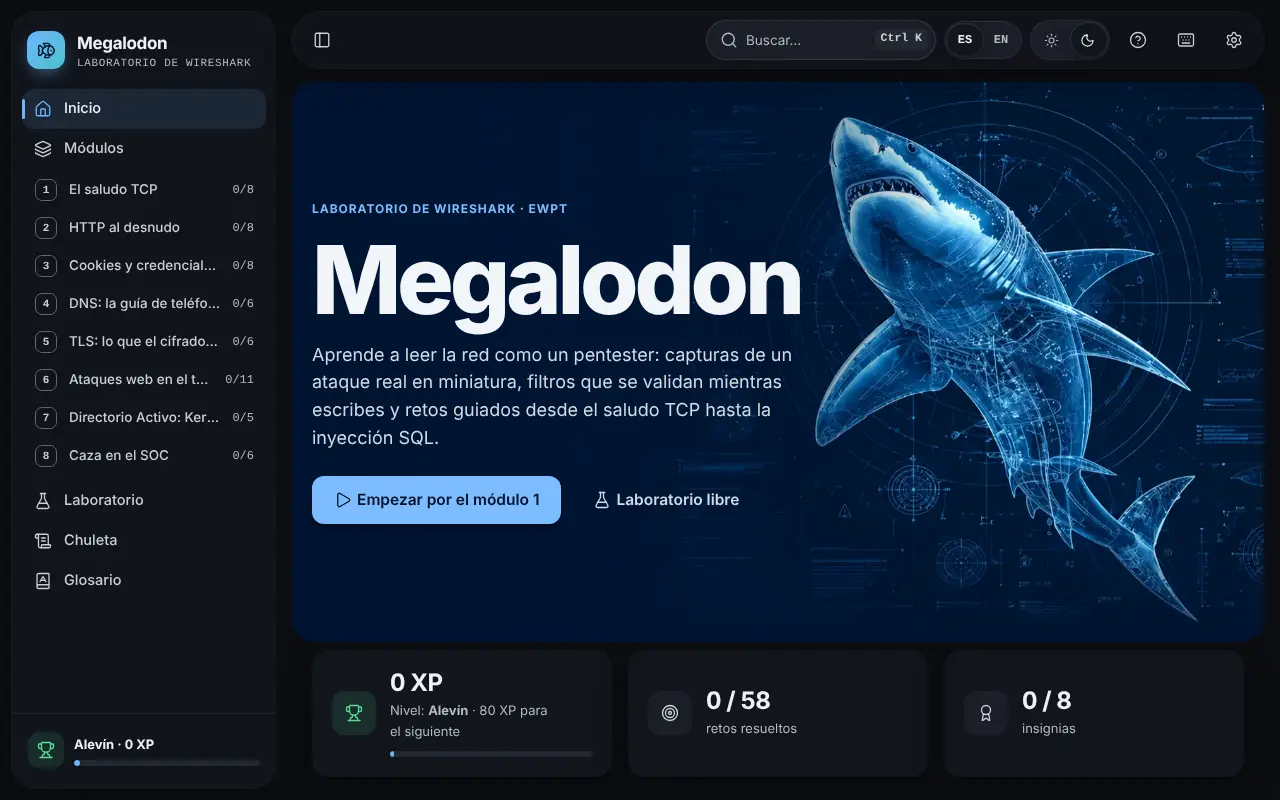 Megalodon
LABORATORIO DE WIRESHARK
Inicio
Módulos
1 El saludo TCP 0/8
2 HTTP al desnudo 0/8
3 Cookies y credencial... 0/8
4 DNS: la guía de teléfo... 0/6
5 TLS: lo que el cifrado... 0/6
6 Ataques web en el t... 0/11
7 Directorio Activo: Ker... 0/5
8 Caza en el SOC 0/6
Laboratorio
Chuleta
Glosario
Alevín · 0 XP
Buscar... Ctrl K ES EN
LABORATORIO DE WIRESHARK · EWPT
Megalodon
Aprende a leer la red como un pentester: capturas de un
ataque real en miniatura, filtros que se validan mientras
escribes y retos guiados desde el saludo TCP hasta la
inyección SQL.
Empezar por el módulo 1 Laboratorio libre
0 XP
Nivel: Alevín · 80 XP para
el siguiente
0 / 58
retos resueltos
0 / 8
insignias